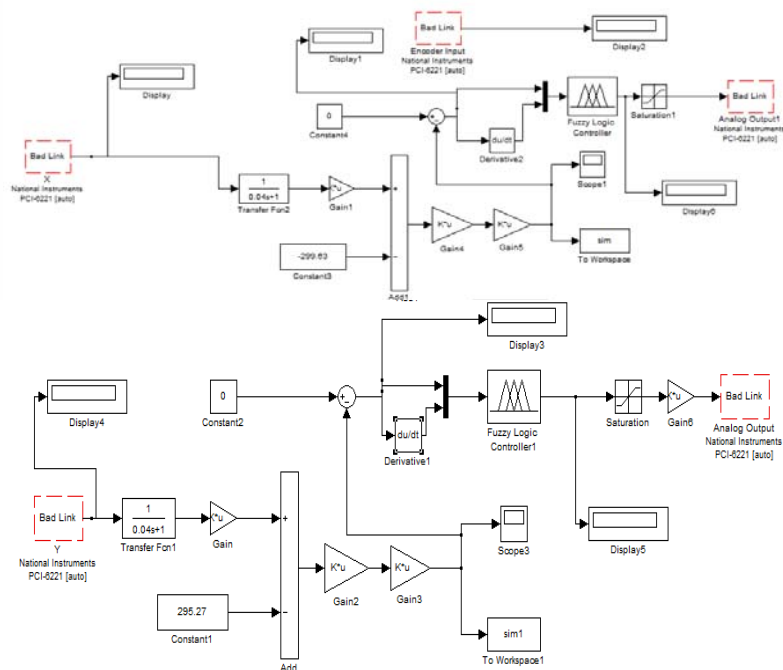 Bad Link
Encoder Input
National Instruments
PCI-6221 [auto]
Display2
Display1
Display
Bad Link
X
National Instruments
PCI-6221 [auto]
0
Constant4
+
−
du/dt
Derivative2
Fuzzy Logic
Controller
Saturation1
Bad Link
Analog Output1
National Instruments
PCI-6221 [auto]
Scope1
Display6
1
0.04s+1
Transfer Fcn2
K*u
Gain1
+
−
-299.63
Constant3
K*u
Gain4
K*u
Gain5
sim
To Workspace
Display3
Display4
0
Constant2
+
−
du/dt
Derivative1
Fuzzy Logic
Controller1
Saturation
K*u
Gain6
Bad Link
Analog Output
National Instruments
PCI-6221 [auto]
Display5
Bad Link
Y
National Instruments
PCI-6221 [auto]
1
0.04s+1
Transfer Fcn1
K*u
Gain
+
−
295.27
Constant1
Add
K*u
Gain2
K*u
Gain3
Scope3
sim1
To Workspace1